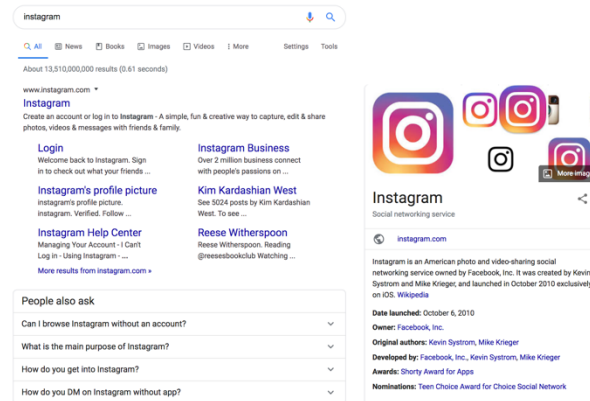 instagram
All News Books Images Videos More Settings Tools
About 13,510,000,000 results (0.61 seconds)
www.instagram.com
Instagram
Create an account or log in to Instagram - A simple, fun & creative way to capture, edit & share
photos, videos & messages with friends & family.
Login
Welcome back to Instagram. Sign
in to check out what your friends ...
Instagram Business
Over 2 million business connect
with people's passions on ...
Instagram's profile picture
instagram's profile picture.
instagram. Verified. Follow ...
Kim Kardashian West
See 5024 posts by Kim Kardashian
West. To see ...
Instagram Help Center
Managing Your Account - I Can't
Log in - Using Instagram - ...
Reese Witherspoon
Reese Witherspoon. Reading
@reesesbookclub Watching ...
More results from instagram.com »
People also ask
Can I browse Instagram without an account?
What is the main purpose of Instagram?
How do you get into Instagram?
How do you DM on Instagram without app?
More imag
Instagram
Social networking service
instagram.com
Instagram is an American photo and video-sharing social
networking service owned by Facebook, Inc. It was created by Kevin
Systrom and Mike Krieger, and launched in October 2010 exclusively
on iOS. Wikipedia
Date launched: October 6, 2010
Owner: Facebook, Inc.
Original authors: Kevin Systrom, Mike Krieger
Developed by: Facebook, Inc., Kevin Systrom, Mike Krieger
Awards: Shorty Award for Apps
Nominations: Teen Choice Award for Choice Social Network